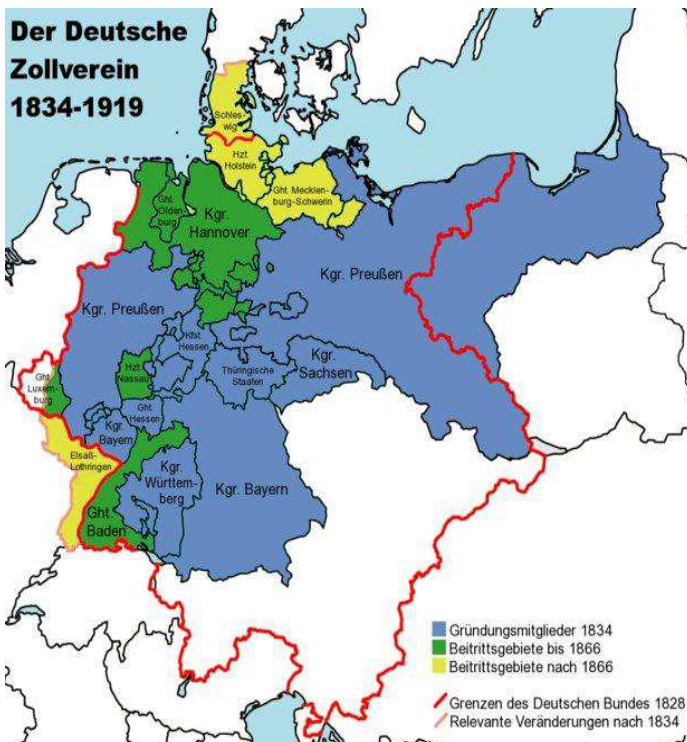 Der Deutsche
Zollverein
1834-1919
Schles-
wig
Hzt.
Holstein
Ght. Mecklen-
burg-Schwerin
Ght.
Olden-
burg
Kgr.
Hannover
Kgr. Preußen
Kgr. Preußen
Kfst.
Hessen
Hzt.
Nassau
Thüringische
Staaten
Kgr.
Sachsen
Ght.
Luxem-
burg
Ght.
Hessen
Kgr.
Bayern
Elsaß-
Lothringen
Kgr.
Württem-
berg
Kgr. Bayern
Ght.
Baden
Gründungsmitglieder 1834
Beitrittsgebiete bis 1866
Beitrittsgebiete nach 1866
Grenzen des Deutschen Bundes 1828
Relevante Veränderungen nach 1834